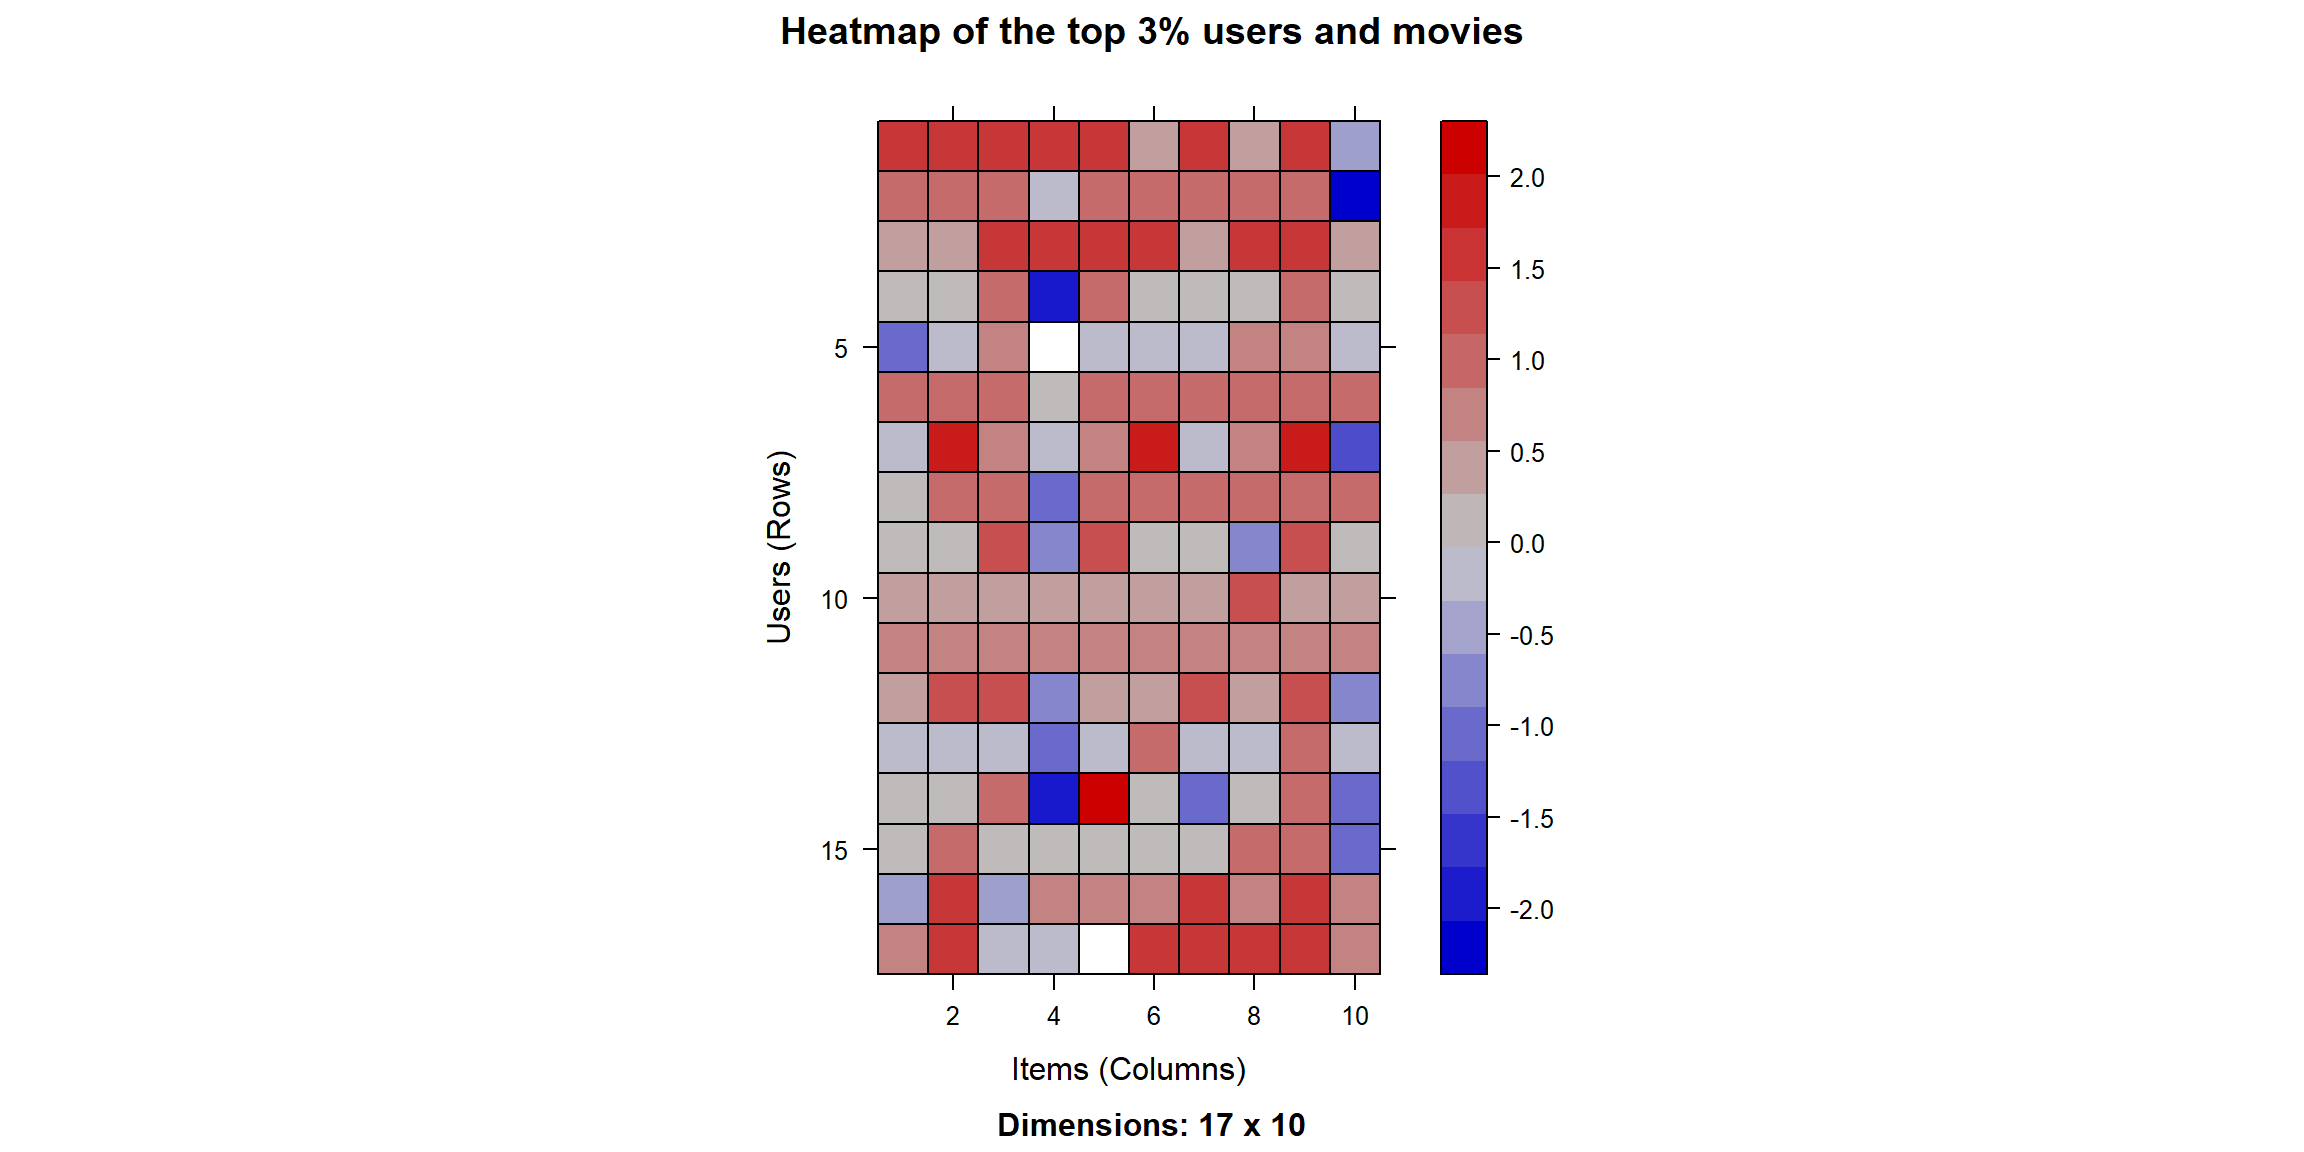 Heatmap of the top 3% users and movies
2.0
1.5
1.0
0.5
0.0
-0.5
-1.0
-1.5
-2.0
Users (Rows)
5
10
15
2 4 6 8 10
Items (Columns)
Dimensions: 17 x 10